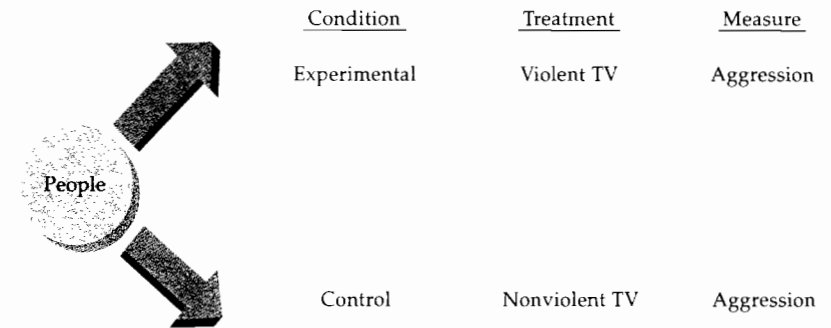 Condition Treatment Measure
Experimental Violent TV Aggression
People
Control Nonviolent TV Aggression